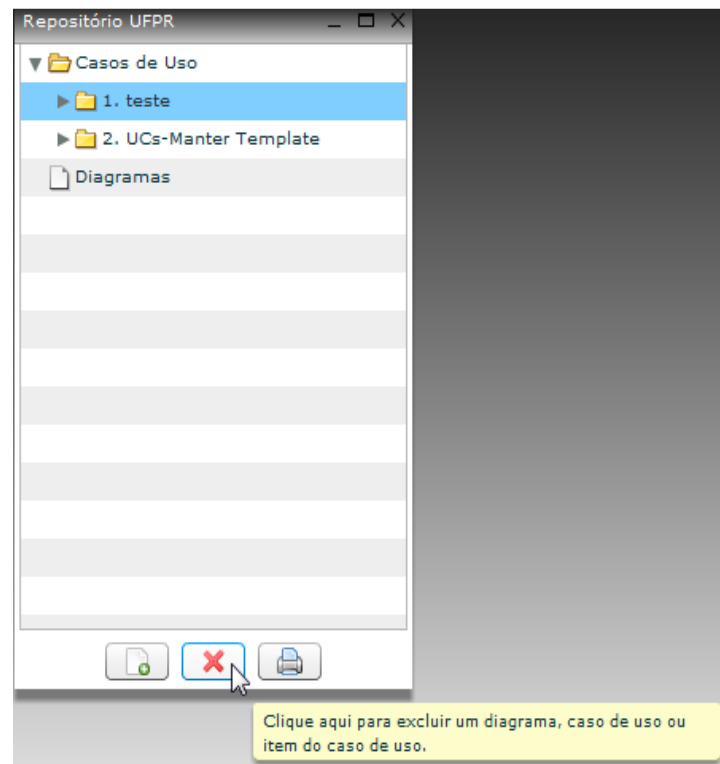 Repositório UFPR
Casos de Uso
1. teste
2. UCs-Manter Template
Diagramas
Clique aqui para excluir um diagrama, caso de uso ou
item do caso de uso.